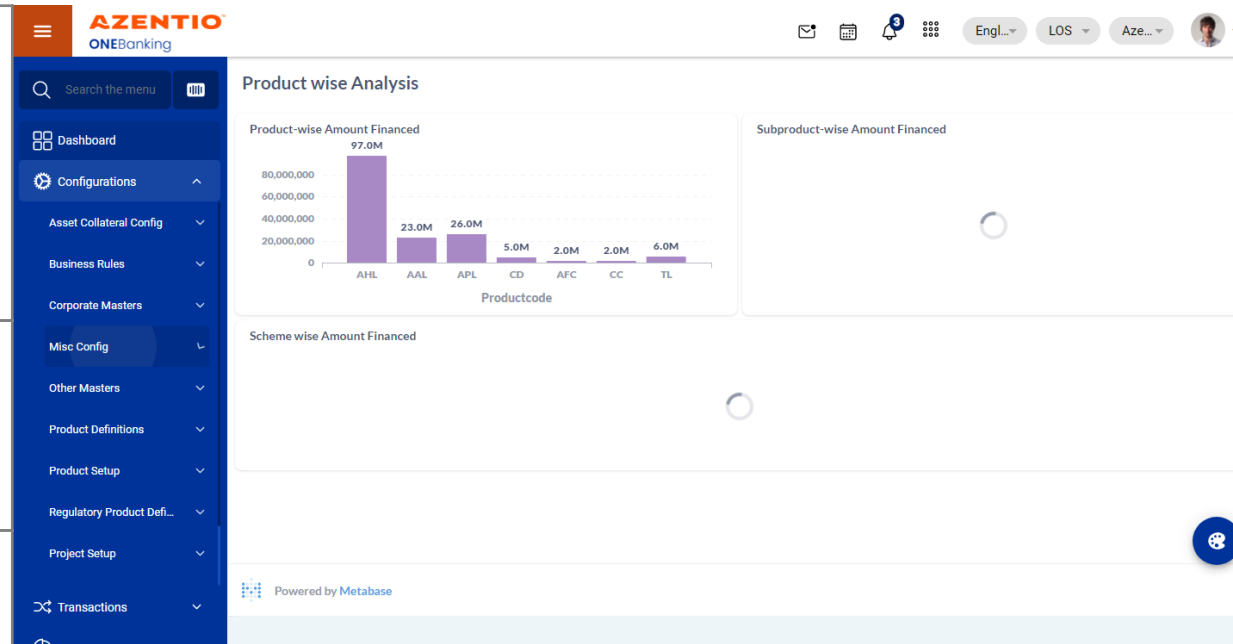 AZENTIO
ONEBanking
3
Engl...
LOS
Aze...
Search the menu
Dashboard
Configurations
Asset Collateral Config
Business Rules
Corporate Masters
Misc Config
Other Masters
Product Definitions
Product Setup
Regulatory Product Defi...
Project Setup
Transactions
Product wise Analysis
Product-wise Amount Financed
97.0M
80,000,000
60,000,000
40,000,000
20,000,000
0
23.0M
26.0M
5.0M
2.0M
2.0M
6.0M
AHL AAL APL CD AFC CC TL
Productcode
Subproduct-wise Amount Financed
Scheme wise Amount Financed
Powered by Metabase